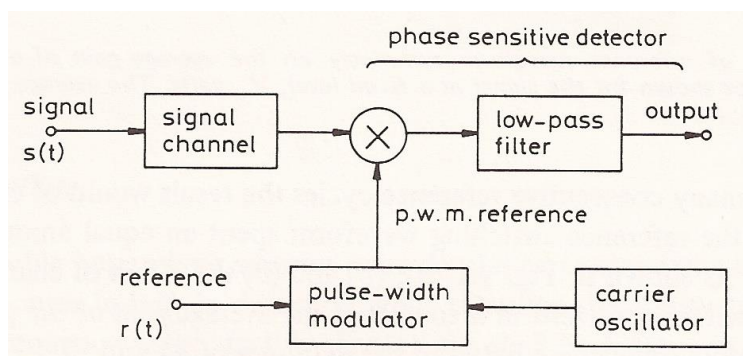 phase sensitive detector
signal
s(t)
signal
channel
×
low-pass
filter
output
p.w.m. reference
reference
r(t)
pulse-width
modulator
carrier
oscillator